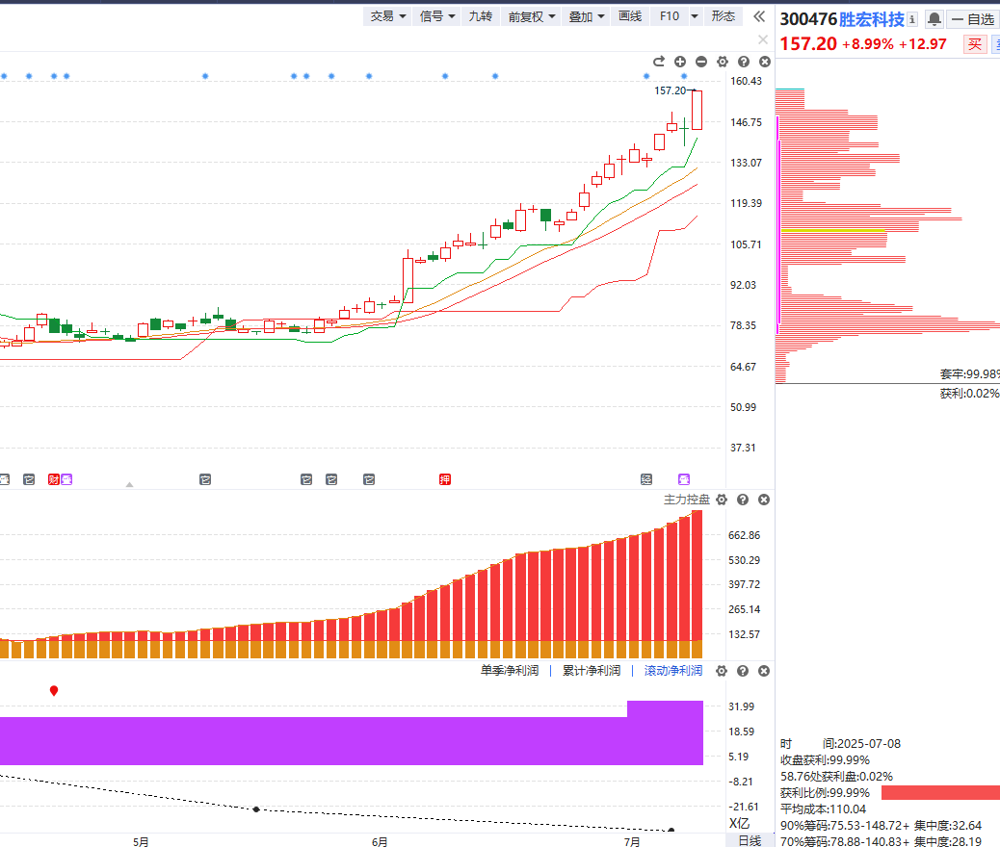 交易 信号 九转 前复权 叠加 画线 F10 形态
300476胜宏科技 自选
157.20 +8.99% +12.97 买
157.20
160.43
146.75
133.07
119.39
105.71
92.03
78.35
64.67
50.99
37.31
套牢:99.98%
获利:0.02%
财 押 经
主力控盘
662.86
530.29
397.72
265.14
132.57
单季净利润 | 累计净利润 | 滚动净利润
31.99
18.59
5.19
-8.21
-21.61
X亿
5月 6月 7月 日线
时 间:2025-07-08
收盘获利:99.99%
58.76处获利盘:0.02%
获利比例:99.99%
平均成本:110.04
90%筹码:75.53-148.72+ 集中度:32.64
70%筹码:78.88-140.83+ 集中度:28.19